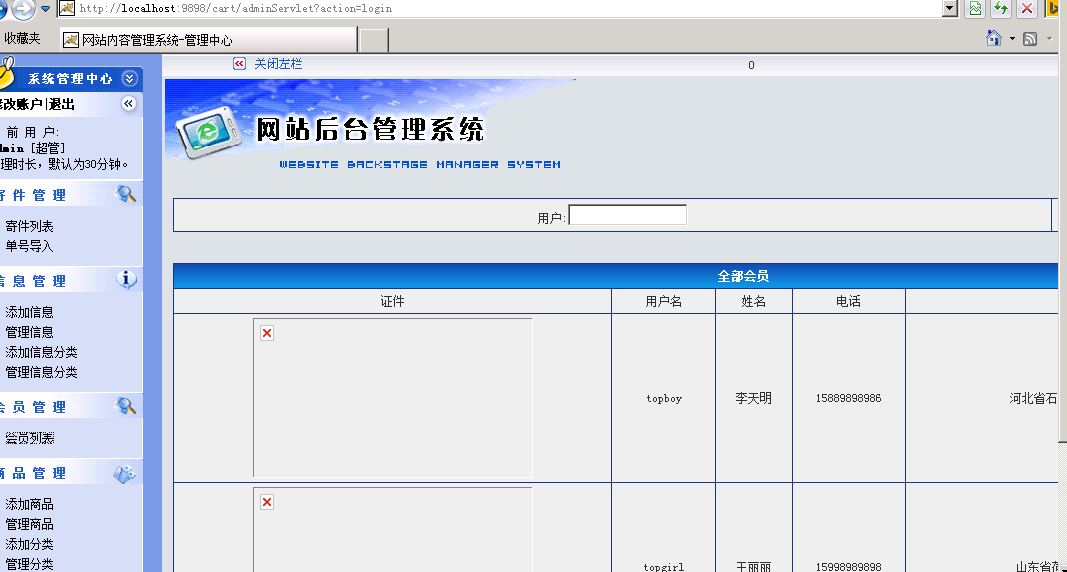 http://localhost:9898/cart/adminServlet?action=login
收藏夹
网站内容管理系统-管理中心
系统管理中心
关闭左栏
0
改账户|退出
前 用 户:
min [超管]
理时长，默认为30分钟。
网站后台管理系统
WEBSITE BACKSTAGE MANAGER SYSTEM
寄 件 管 理
寄件列表
单号导入
用户:
信 息 管 理
添加信息
管理信息
添加信息分类
管理信息分类
全部会员
证件 用户名 姓名 电话
topboy 李天明 15889898986 河北省石
会 员 管 理
会员列表
商 品 管 理
添加商品
管理商品
添加分类
管理分类
topgirl 王丽丽 15998989898 山东省